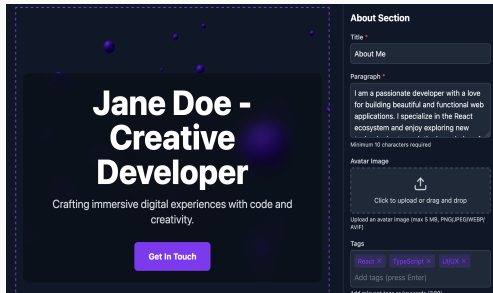 Jane Doe -
Creative
Developer
Crafting immersive digital experiences with code and
creativity.
Get In Touch
About Section
Title *
About Me
Paragraph *
I am a passionate developer with a love
for building beautiful and functional web
applications. I specialize in the React
ecosystem and enjoy exploring new
Minimum 10 characters required
Avatar Image
Click to upload or drag and drop
Upload an avatar image (max 5 MB, PNG/JPEG/WEBP/
AVIF)
Tags
React ×
TypeScript ×
UI/UX ×
Add tags (press Enter)